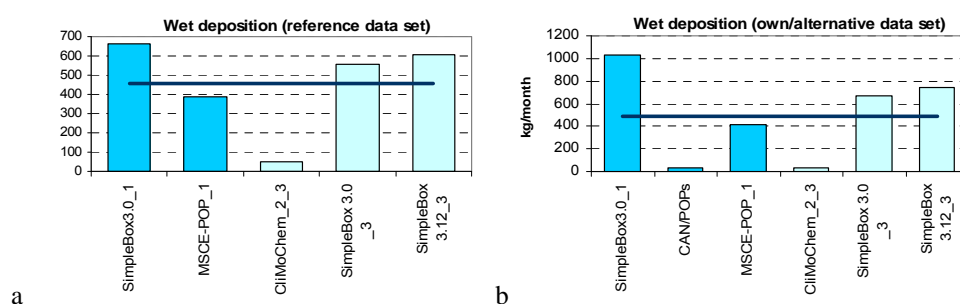 Wet deposition (reference data set)
700
600
500
400
300
200
100
0
SimpleBox3.0_1
MSCE-POP_1
CliMoChem_2_3
SimpleBox 3.0
_3
SimpleBox
3.12_3
a
Wet deposition (own/alternative data set)
kg/month
1200
1000
800
600
400
200
0
SimpleBox3.0_1
CAN/POPs
MSCE-POP_1
CliMoChem_2_3
SimpleBox 3.0
_3
SimpleBox
3.12_3
b